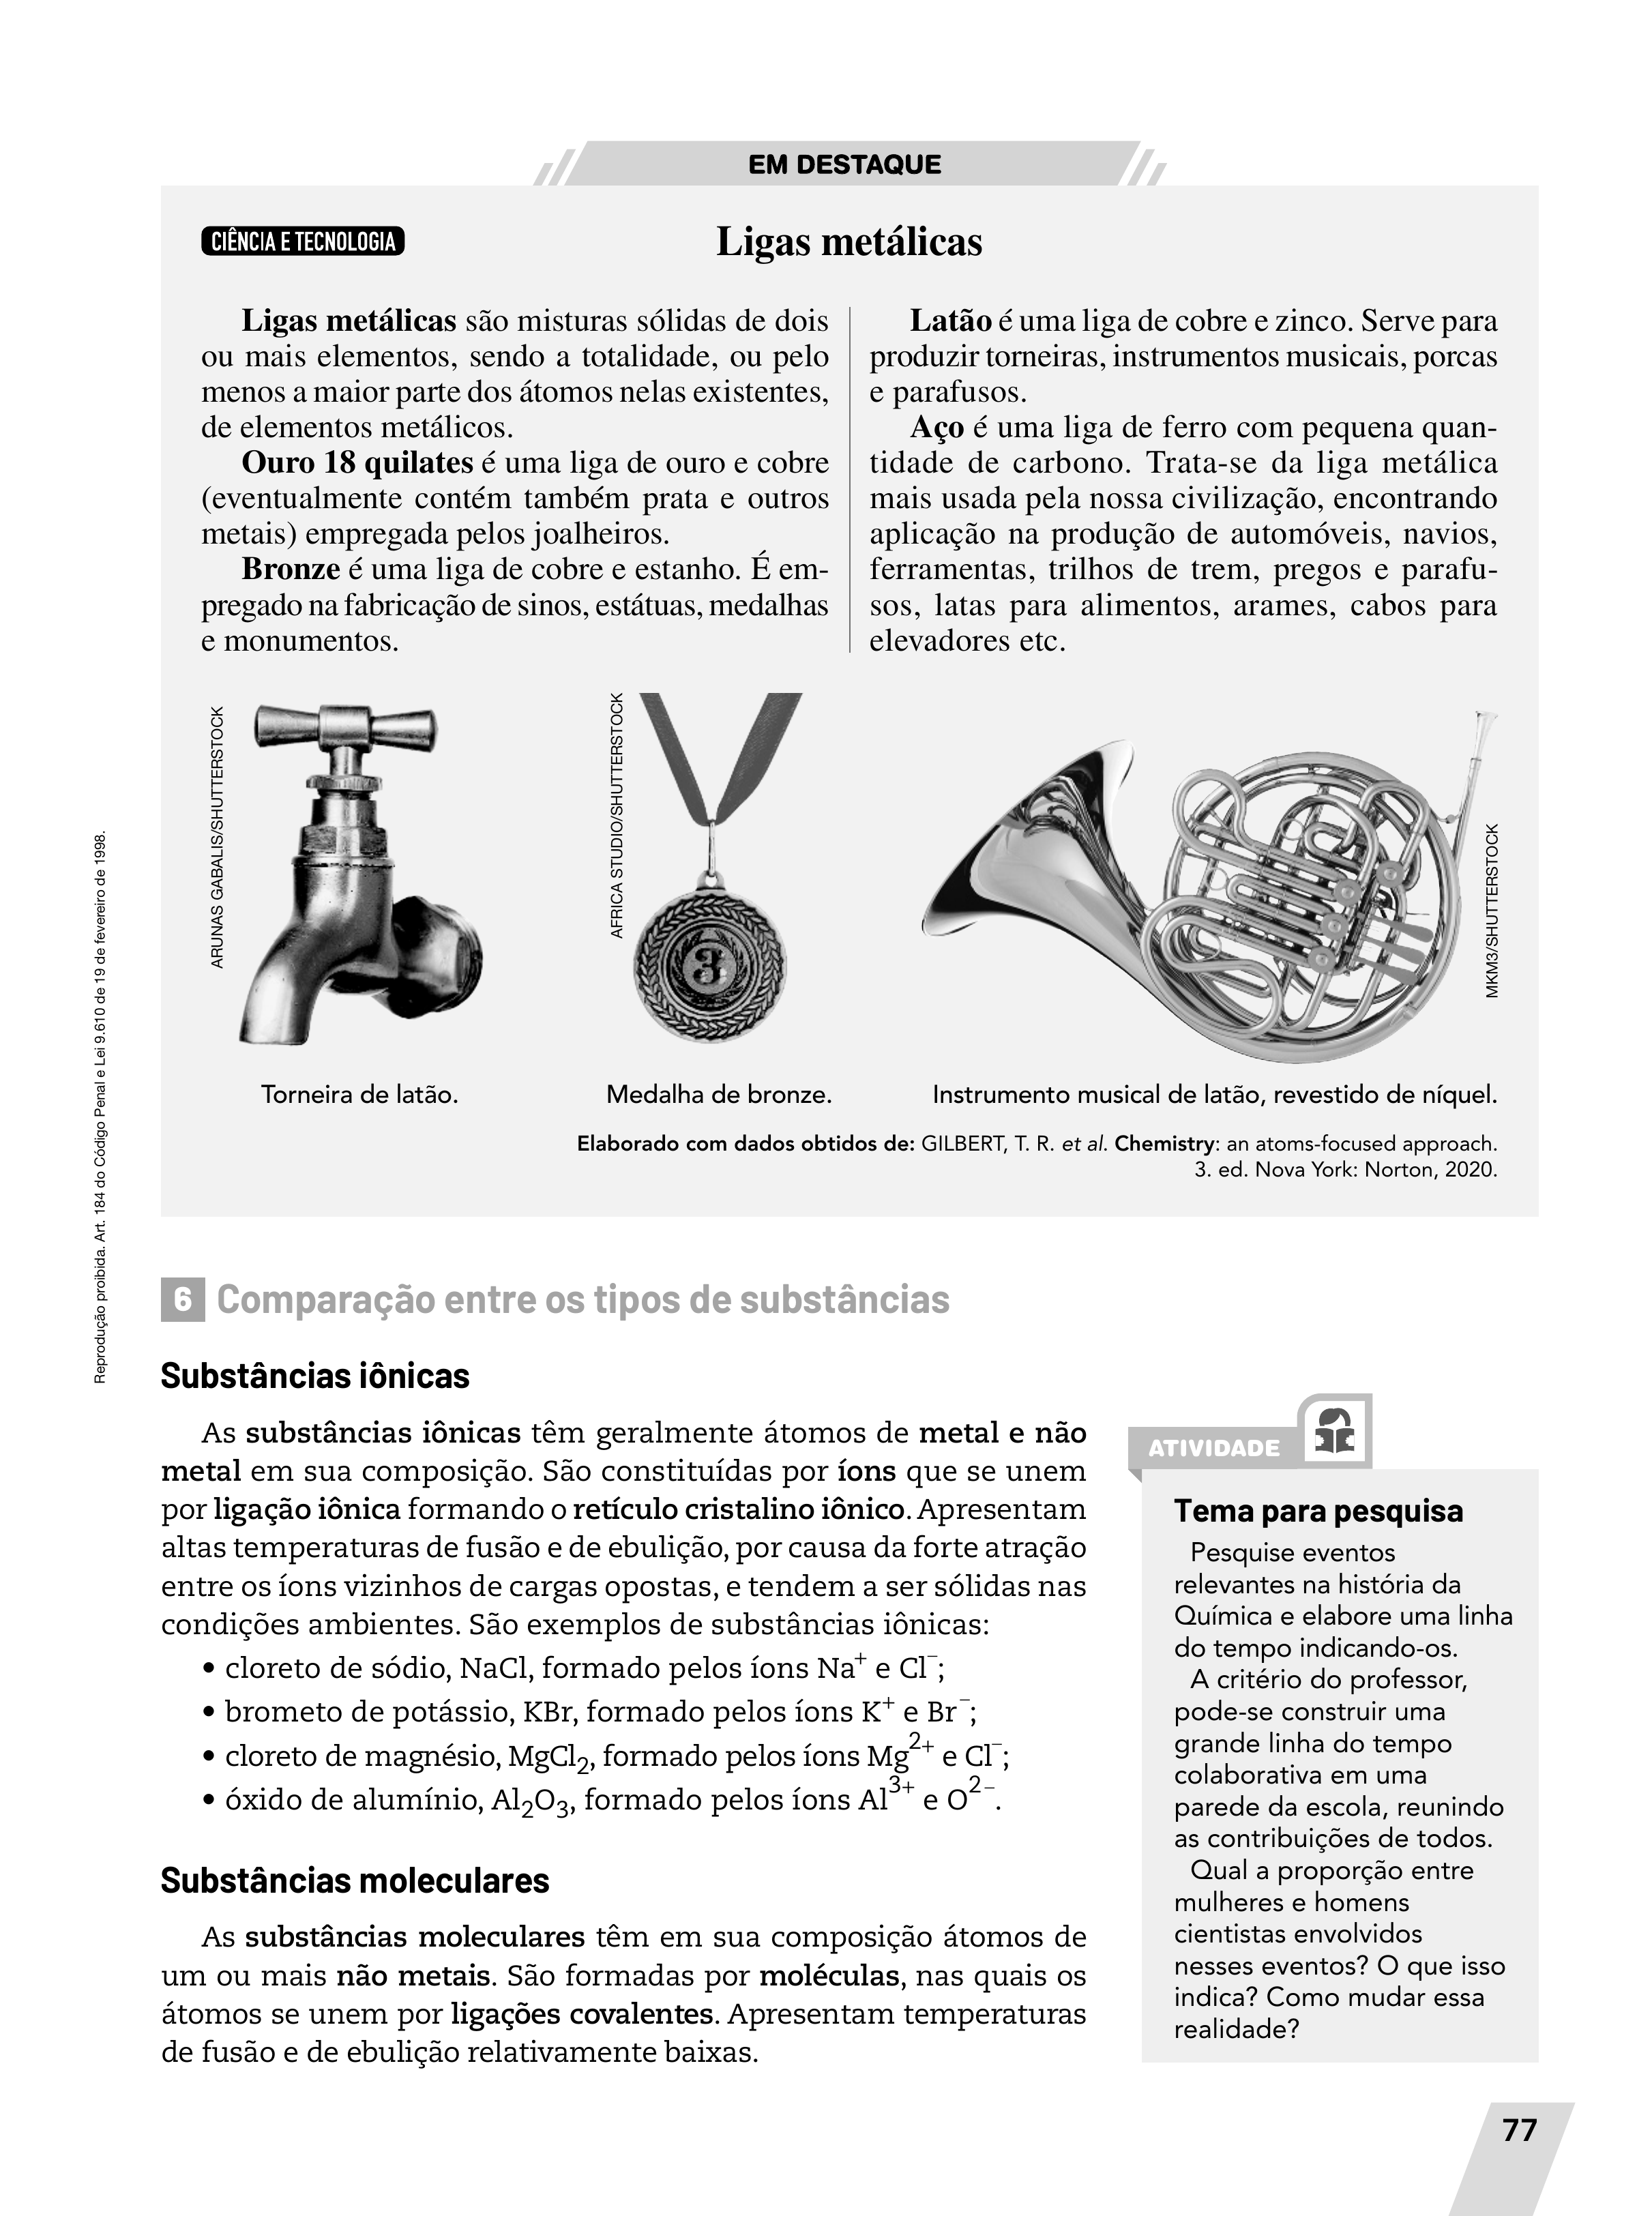 EM DESTAQUE
CIÊNCIA E TECNOLOGIA
Ligas metálicas
Ligas metálicas são misturas sólidas de dois
ou mais elementos, sendo a totalidade, ou pelo
menos a maior parte dos átomos nelas existentes,
de elementos metálicos.
Ouro 18 quilates é uma liga de ouro e cobre
(eventualmente contém também prata e outros
metais) empregada pelos joalheiros.
Bronze é uma liga de cobre e estanho. É em-
pregado na fabricação de sinos, estátuas, medalhas
e monumentos.
Latão é uma liga de cobre e zinco. Serve para
produzir torneiras, instrumentos musicais, porcas
e parafusos.
Aço é uma liga de ferro com pequena quan-
tidade de carbono. Trata-se da liga metálica
mais usada pela nossa civilização, encontrando
aplicação na produção de automóveis, navios,
ferramentas, trilhos de trem, pregos e parafu-
sos, latas para alimentos, arames, cabos para
elevadores etc.
ARUNAS GABALIS/SHUTTERSTOCK
AFRICA STUDIO/SHUTTERSTOCK
3
MKM3/SHUTTERSTOCK
Torneira de latão.
Medalha de bronze.
Instrumento musical de latão, revestido de níquel.
Elaborado com dados obtidos de: GILBERT, T. R. et al. Chemistry: an atoms-focused approach.
3. ed. Nova York: Norton, 2020.
Reprodução proibida. Art. 184 do Código Penal e Lei 9.610 de 19 de fevereiro de 1998.
6 Comparação entre os tipos de substâncias
Substâncias iônicas
As substâncias iônicas têm geralmente átomos de metal e não
metal em sua composição. São constituídas por íons que se unem
por ligação iônica formando o retículo cristalino iônico. Apresentam
altas temperaturas de fusão e de ebulição, por causa da forte atração
entre os íons vizinhos de cargas opostas, e tendem a ser sólidas nas
condições ambientes. São exemplos de substâncias iônicas:
• cloreto de sódio, NaCl, formado pelos íons Na⁺ e Cl⁻;
• brometo de potássio, KBr, formado pelos íons K⁺ e Br⁻;
• cloreto de magnésio, MgCl₂, formado pelos íons Mg²⁺ e Cl⁻;
• óxido de alumínio, Al₂O₃, formado pelos íons Al³⁺ e O²⁻.
Substâncias moleculares
As substâncias moleculares têm em sua composição átomos de
um ou mais não metais. São formadas por moléculas, nas quais os
átomos se unem por ligações covalentes. Apresentam temperaturas
de fusão e de ebulição relativamente baixas.
ATIVIDADE
Tema para pesquisa
Pesquise eventos
relevantes na história da
Química e elabore uma linha
do tempo indicando-os.
A critério do professor,
pode-se construir uma
grande linha do tempo
colaborativa em uma
parede da escola, reunindo
as contribuições de todos.
Qual a proporção entre
mulheres e homens
cientistas envolvidos
nesses eventos? O que isso
indica? Como mudar essa
realidade?
77